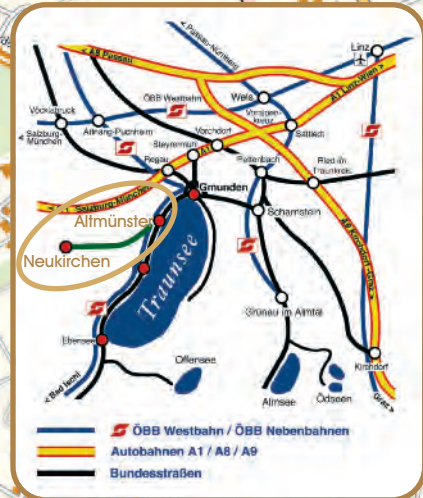 < Passau-Nürnberg
Linz
< A8 Passau
A1 Linz-Wien >
ÖBB Westbahn
Wels
Vöcklabruck
< Salzburg-
München
Attnang-Puchheim
Vorchdorf
Sattledt
Steyrermühl
A1
Regau
Pettenbach
Ried im
Traunkreis
< Salzburg-München
Gmunden
Altmünster
Scharnstein
A9 Kirchdorf-Graz >
Neukirchen
Traunsee
Grünau im Almtal
Ebensee
Offensee
Kirchdorf
< Bad Ischl
Almsee
Ödseen
Graz >
ÖBB Westbahn / ÖBB Nebenbahnen
Autobahnen A1 / A8 / A9
Bundesstraßen